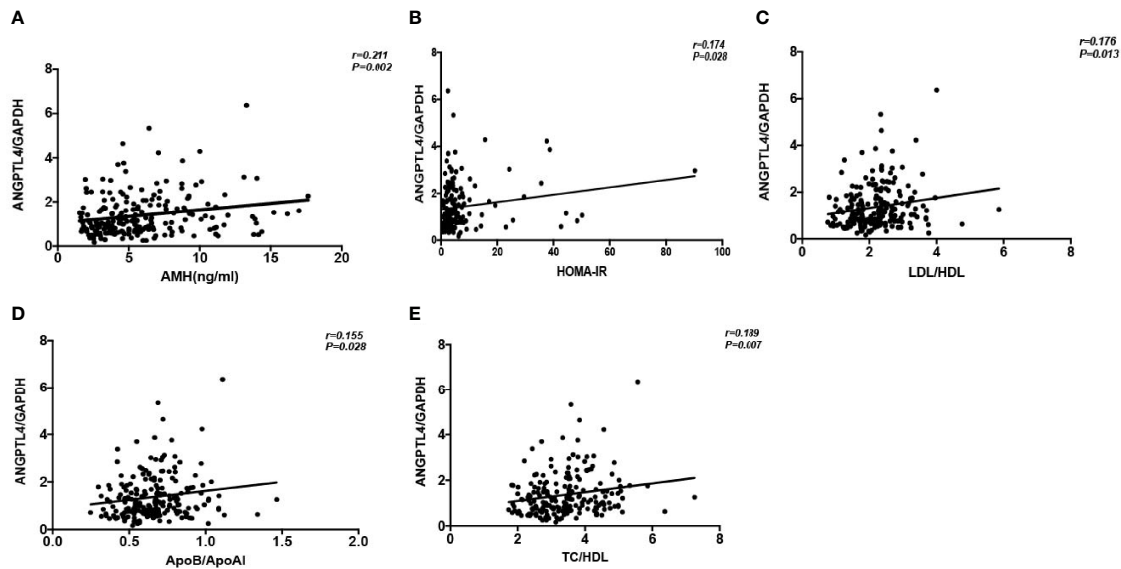 A
r=0.211
P=0.002
ANGPTL4/GAPDH
8
6
4
2
0
0 5 10 15 20
AMH(ng/ml)
B
r=0.174
P=0.028
ANGPTL4/GAPDH
8
6
4
2
0
0 20 40 60 80 100
HOMA-IR
C
r=0.176
P=0.013
ANGPTL4/GAPDH
8
6
4
2
0
0 2 4 6 8
LDL/HDL
D
r=0.155
P=0.028
ANGPTL4/GAPDH
8
6
4
2
0
0.0 0.5 1.0 1.5 2.0
ApoB/ApoAI
E
r=0.189
P=0.007
ANGPTL4/GAPDH
8
6
4
2
0
0 2 4 6 8
TC/HDL